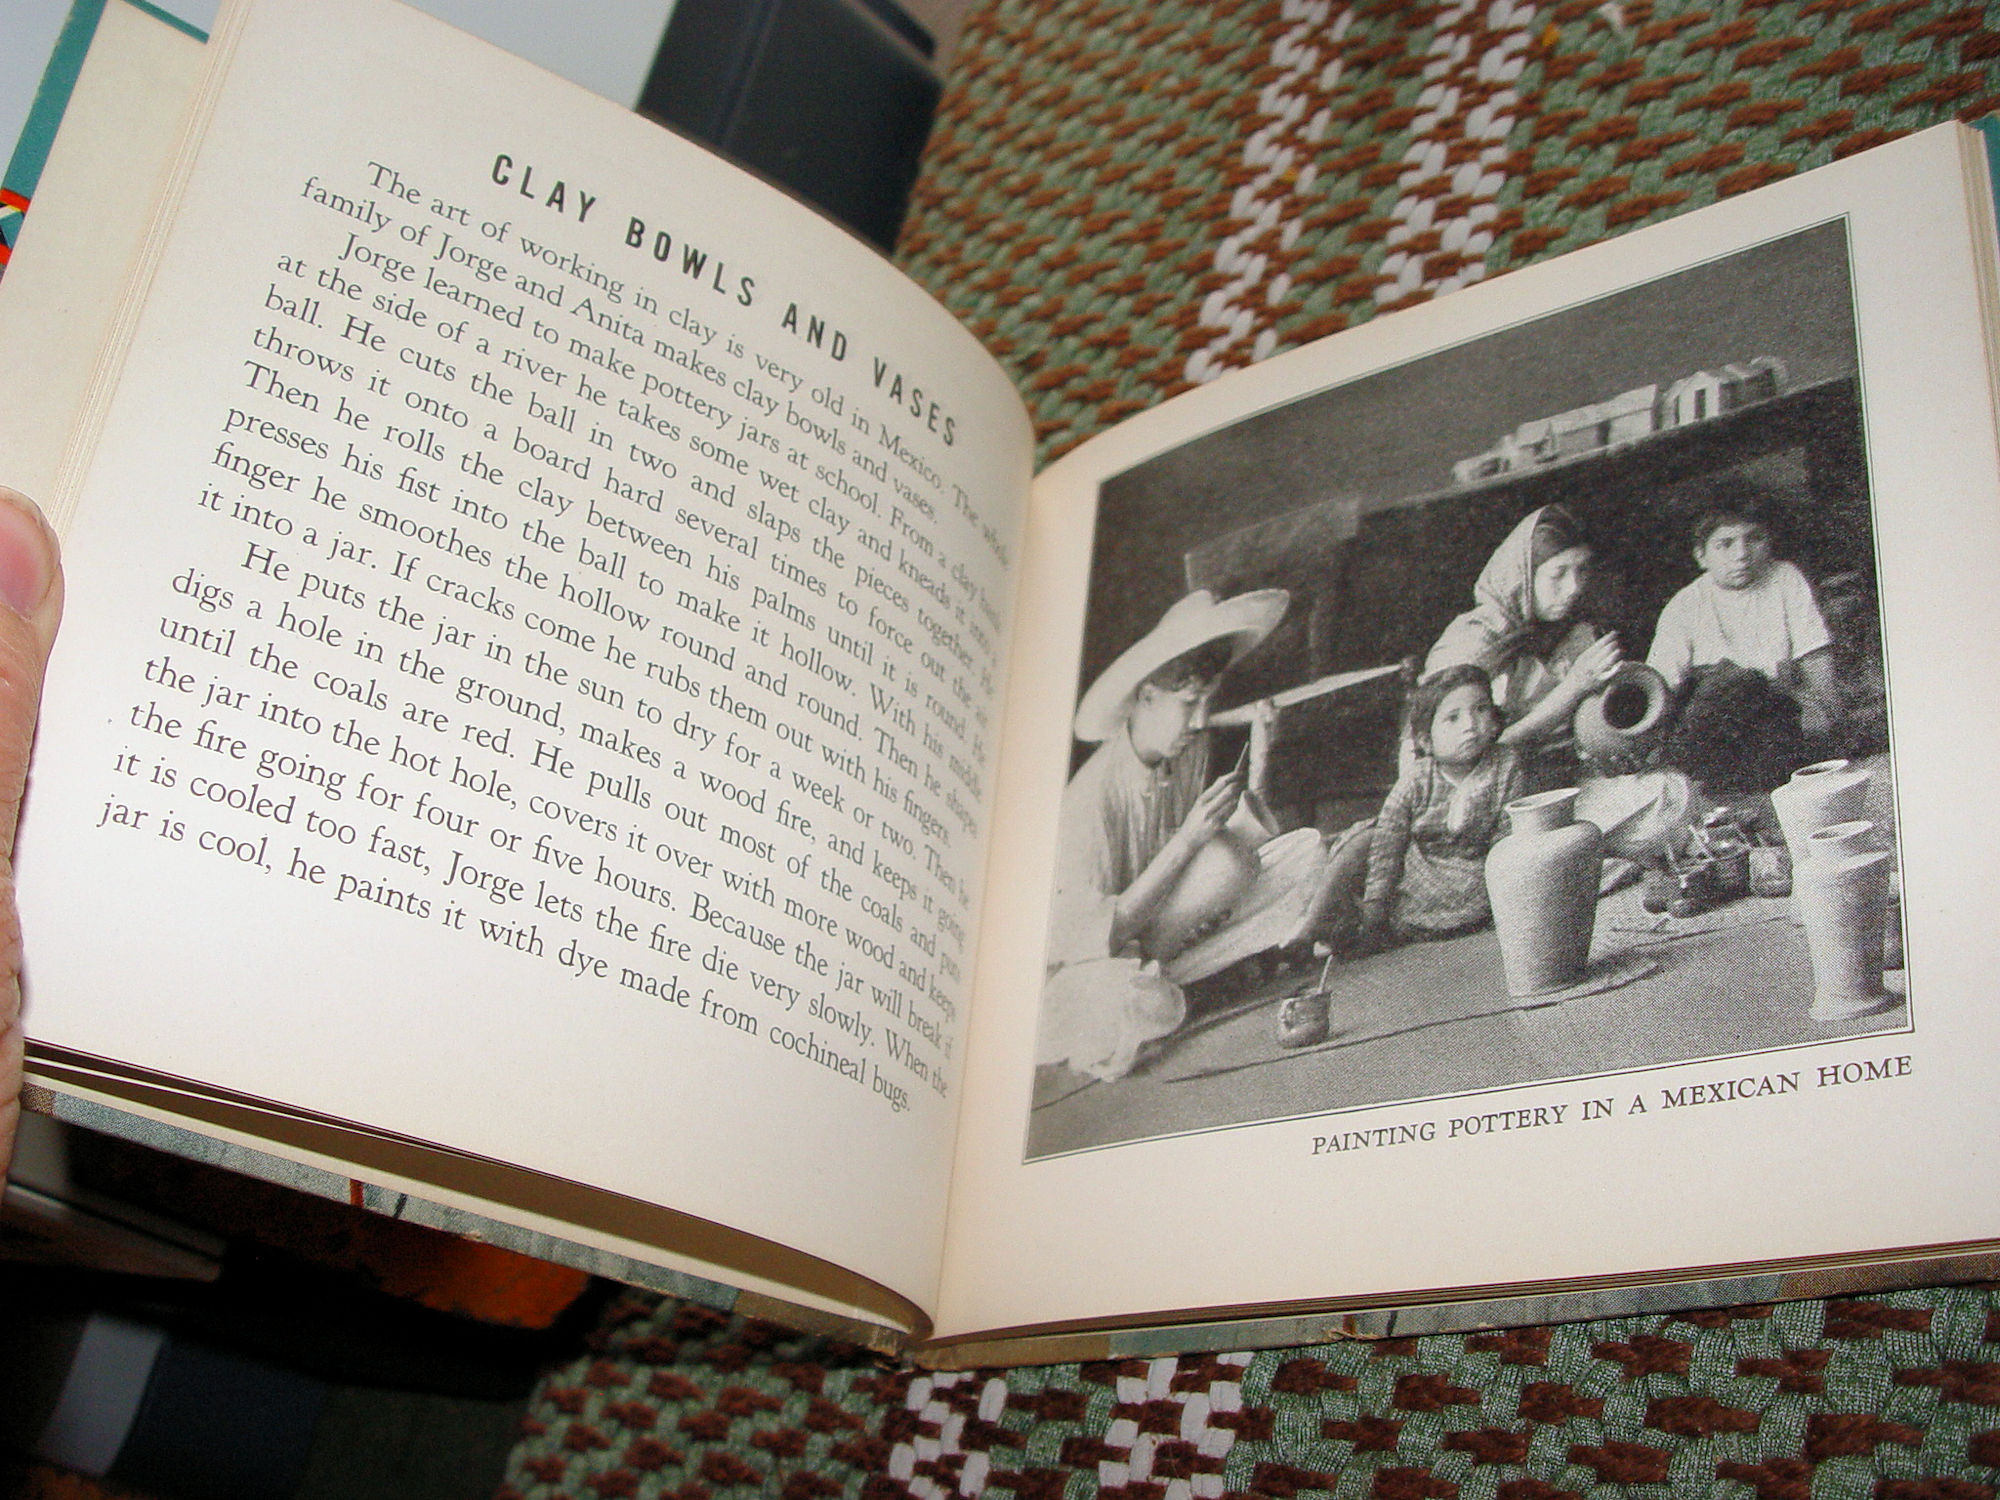 CLAY BOWLS AND VASES
The art of working in clay is very old in Mexico. The whole
family of Jorge and Anita makes clay bowls and vases.
Jorge learned to make pottery jars at school. From a clay bank
at the side of a river he takes some wet clay and kneads it into a
ball. He cuts the ball in two and slaps the pieces together. He
throws it onto a board hard several times to force out the air.
Then he rolls the clay between his palms until it is round. He
presses his fist into the ball to make it hollow. With his middle
finger he smoothes the hollow round and round. Then he shapes
it into a jar. If cracks come he rubs them out with his fingers.
He puts the jar in the sun to dry for a week or two. Then he
digs a hole in the ground, makes a wood fire, and keeps it going
until the coals are red. He pulls out most of the coals and puts
the jar into the hot hole, covers it over with more wood and keeps
the fire going for four or five hours. Because the jar will break if
it is cooled too fast, Jorge lets the fire die very slowly. When the
jar is cool, he paints it with dye made from cochineal bugs.
PAINTING POTTERY IN A MEXICAN HOME